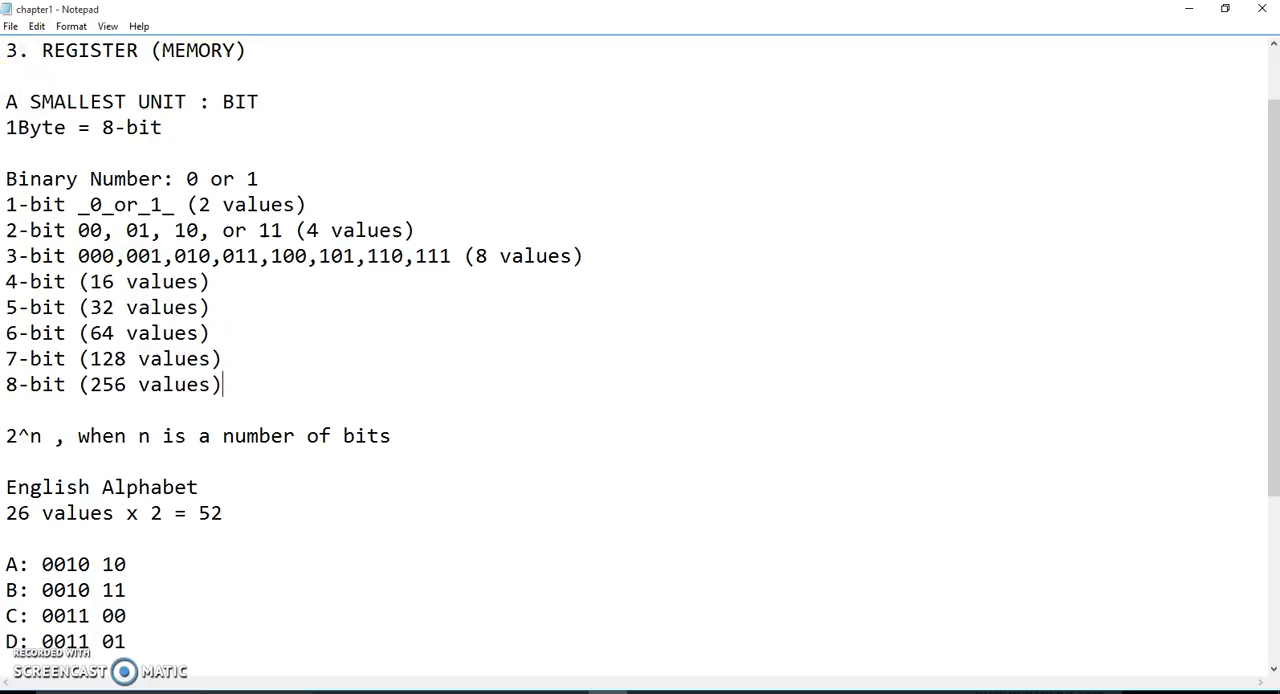 chapter1 - Notepad
File Edit Format View Help
3. REGISTER (MEMORY)
A SMALLEST UNIT : BIT
1Byte = 8-bit
Binary Number: 0 or 1
1-bit _0_or_1_ (2 values)
2-bit 00, 01, 10, or 11 (4 values)
3-bit 000,001,010,011,100,101,110,111 (8 values)
4-bit (16 values)
5-bit (32 values)
6-bit (64 values)
7-bit (128 values)
8-bit (256 values)
2^n , when n is a number of bits
English Alphabet
26 values x 2 = 52
A: 0010 10
B: 0010 11
C: 0011 00
D: 0011 01
RECORDED WITH
SCREENCAST MATIC